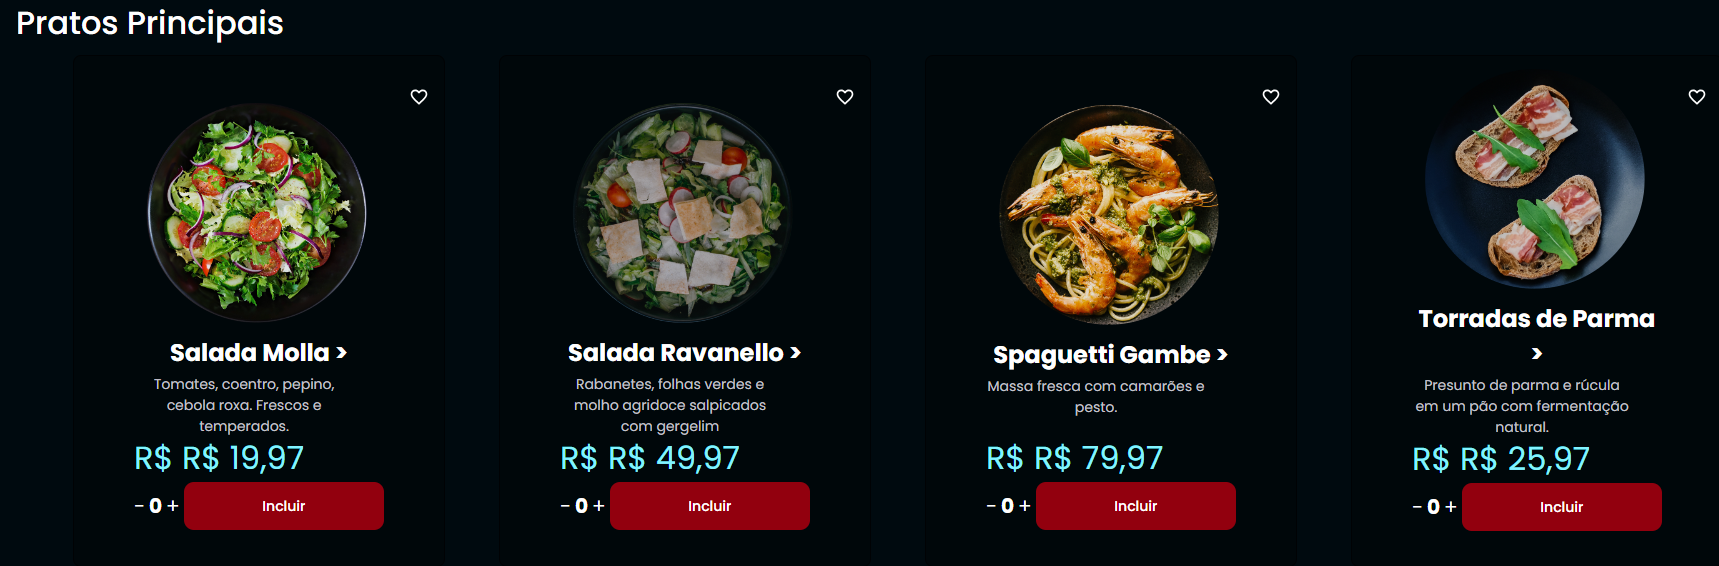 Pratos Principais
Salada Molla >
Tomates, coentro, pepino,
cebola roxa. Frescos e
temperados.
R$ R$ 19,97
− 0 + Incluir
Salada Ravanello >
Rabanetes, folhas verdes e
molho agridoce salpicados
com gergelim
R$ R$ 49,97
− 0 + Incluir
Spaguetti Gambe >
Massa fresca com camarões e
pesto.
R$ R$ 79,97
− 0 + Incluir
Torradas de Parma
>
Presunto de parma e rúcula
em um pão com fermentação
natural.
R$ R$ 25,97
− 0 + Incluir